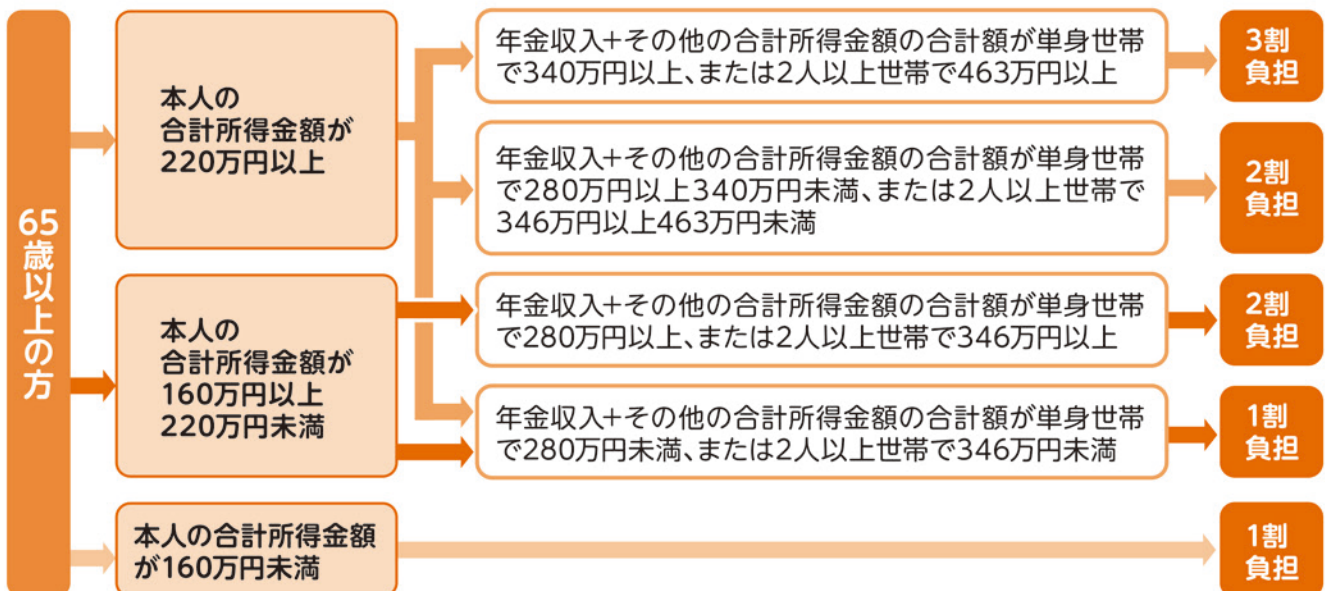 65歳以上の方
本人の
合計所得金額が
220万円以上
年金収入+その他の合計所得金額の合計額が単身世帯
で340万円以上、または2人以上世帯で463万円以上
3割
負担
年金収入+その他の合計所得金額の合計額が単身世帯
で280万円以上340万円未満、または2人以上世帯で
346万円以上463万円未満
2割
負担
本人の
合計所得金額が
160万円以上
220万円未満
年金収入+その他の合計所得金額の合計額が単身世帯
で280万円以上、または2人以上世帯で346万円以上
2割
負担
年金収入+その他の合計所得金額の合計額が単身世帯
で280万円未満、または2人以上世帯で346万円未満
1割
負担
本人の合計所得金額
が160万円未満
1割
負担